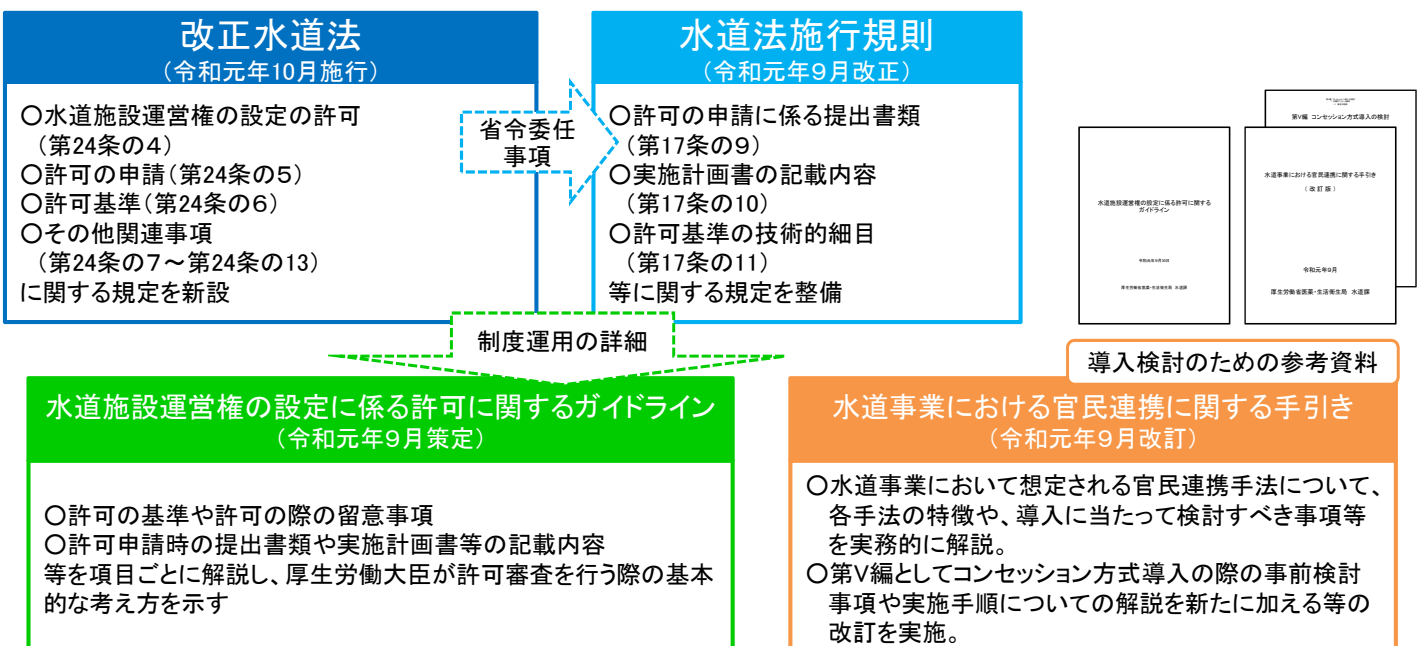 改正水道法
（令和元年10月施行）
〇水道施設運営権の設定の許可
（第24条の４）
〇許可の申請（第24条の５）
〇許可基準（第24条の６）
〇その他関連事項
（第24条の７～第24条の13）
に関する規定を新設
省令委任
事項
水道法施行規則
（令和元年９月改正）
〇許可の申請に係る提出書類
（第17条の９）
〇実施計画書の記載内容
（第17条の10）
〇許可基準の技術的細目
（第17条の11）
等に関する規定を整備
水道施設運営権の設定に係る許可に関する
ガイドライン
厚生労働省医薬・生活衛生局 水道課
第Ⅴ編 コンセッション方式導入の検討
水道事業における官民連携に関する手引き
（ 改 訂 版 ）
令和元年９月
厚生労働省医薬・生活衛生局 水道課
制度運用の詳細
導入検討のための参考資料
水道施設運営権の設定に係る許可に関するガイドライン
（令和元年９月策定）
〇許可の基準や許可の際の留意事項
〇許可申請時の提出書類や実施計画書等の記載内容
等を項目ごとに解説し、厚生労働大臣が許可審査を行う際の基本
的な考え方を示す
水道事業における官民連携に関する手引き
（令和元年９月改訂）
〇水道事業において想定される官民連携手法について、
各手法の特徴や、導入に当たって検討すべき事項等
を実務的に解説。
〇第Ⅴ編としてコンセッション方式導入の際の事前検討
事項や実施手順についての解説を新たに加える等の
改訂を実施。